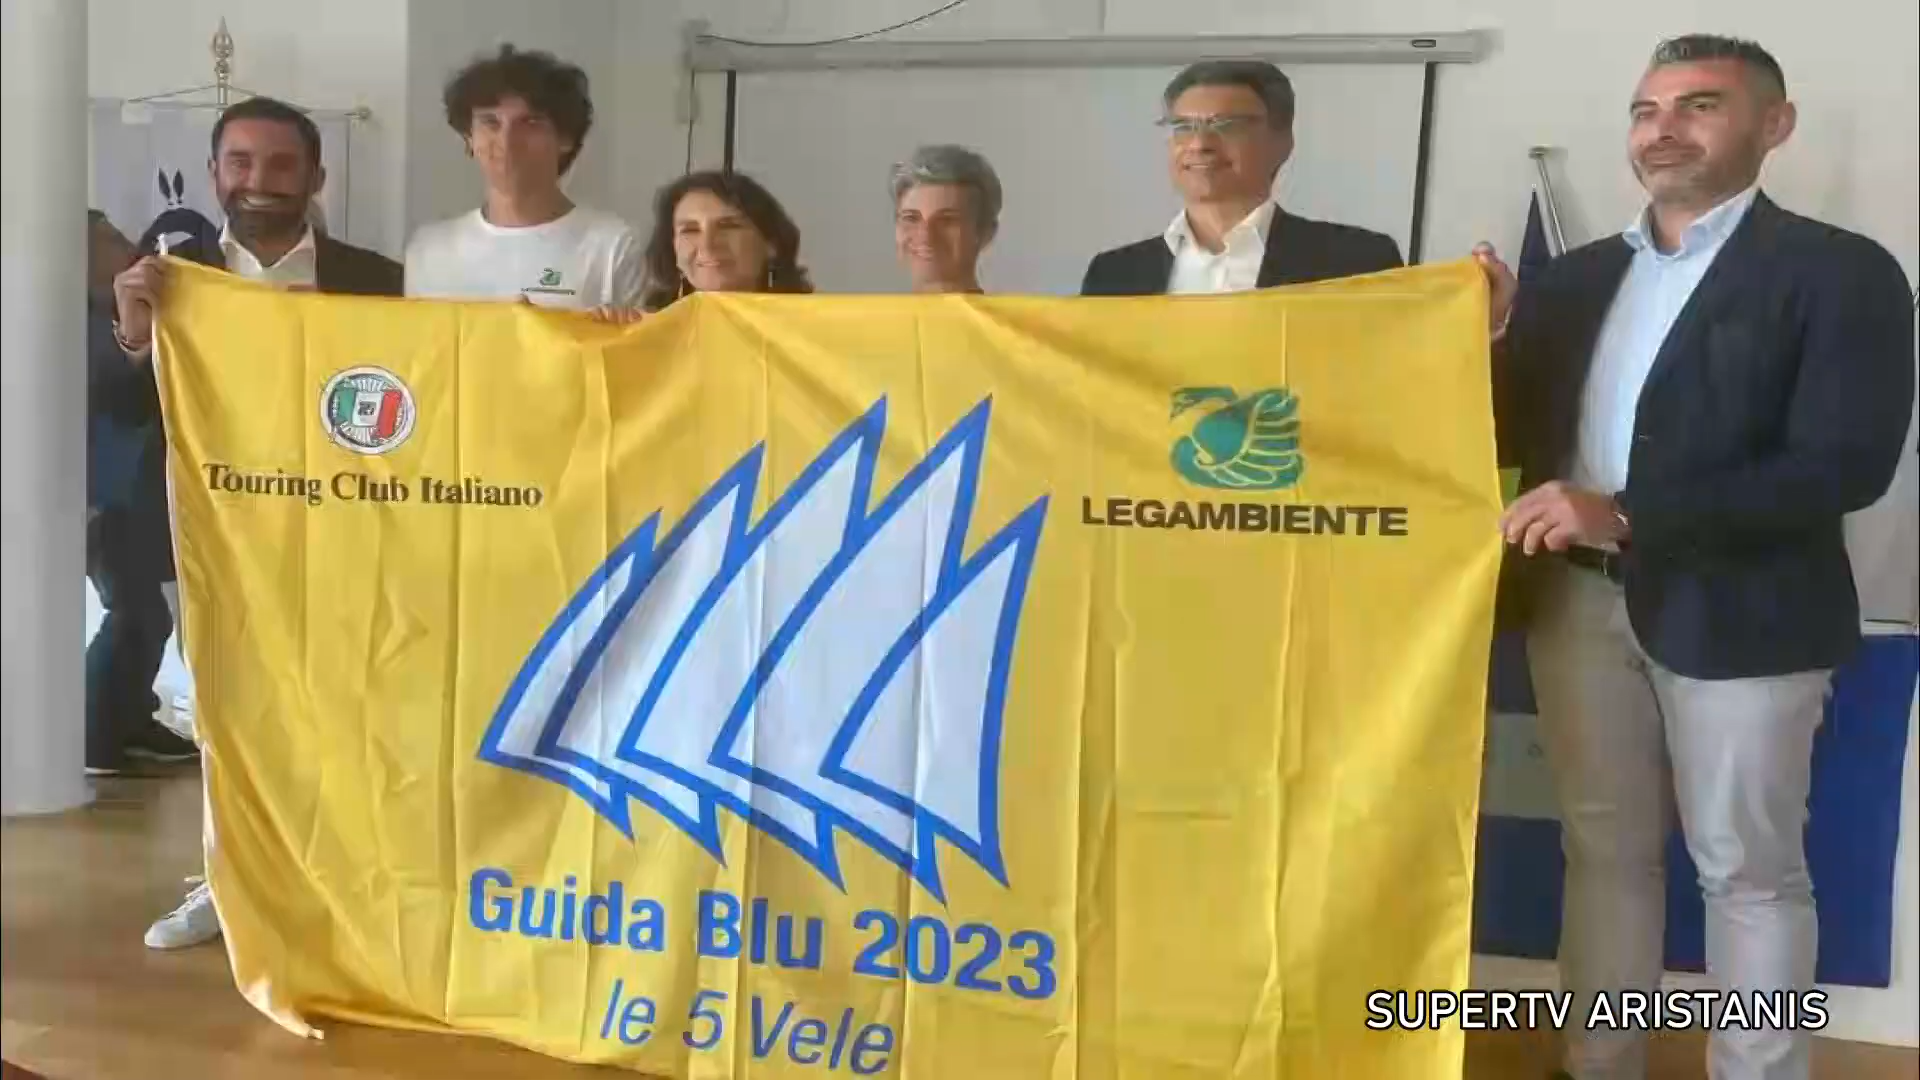 Touring Club Italiano
LEGAMBIENTE
Guida Blu 2023
le 5 Vele
SUPERTV ARISTANIS